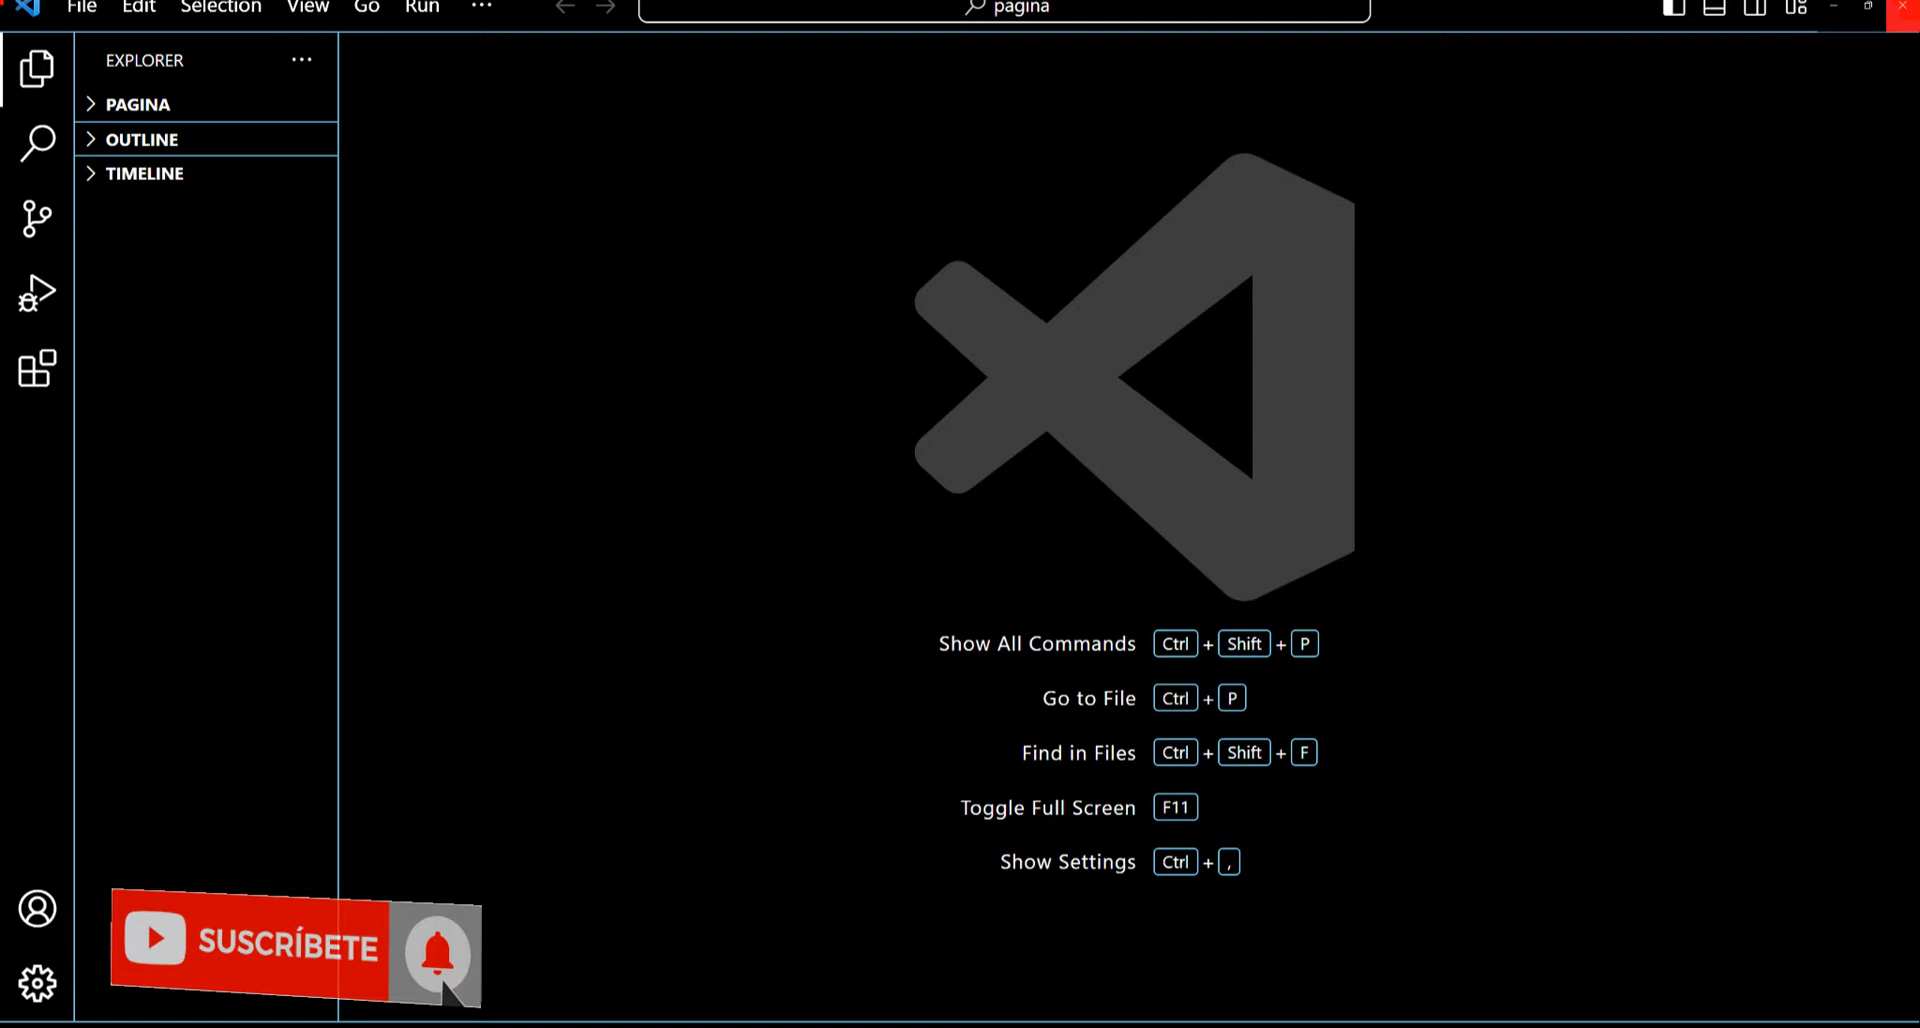 File Edit Selection View Go Run ...
pagina
EXPLORER ...
PAGINA
OUTLINE
TIMELINE
Show All Commands Ctrl + Shift + P
Go to File Ctrl + P
Find in Files Ctrl + Shift + F
Toggle Full Screen F11
Show Settings Ctrl + ,
SUSCRÍBETE